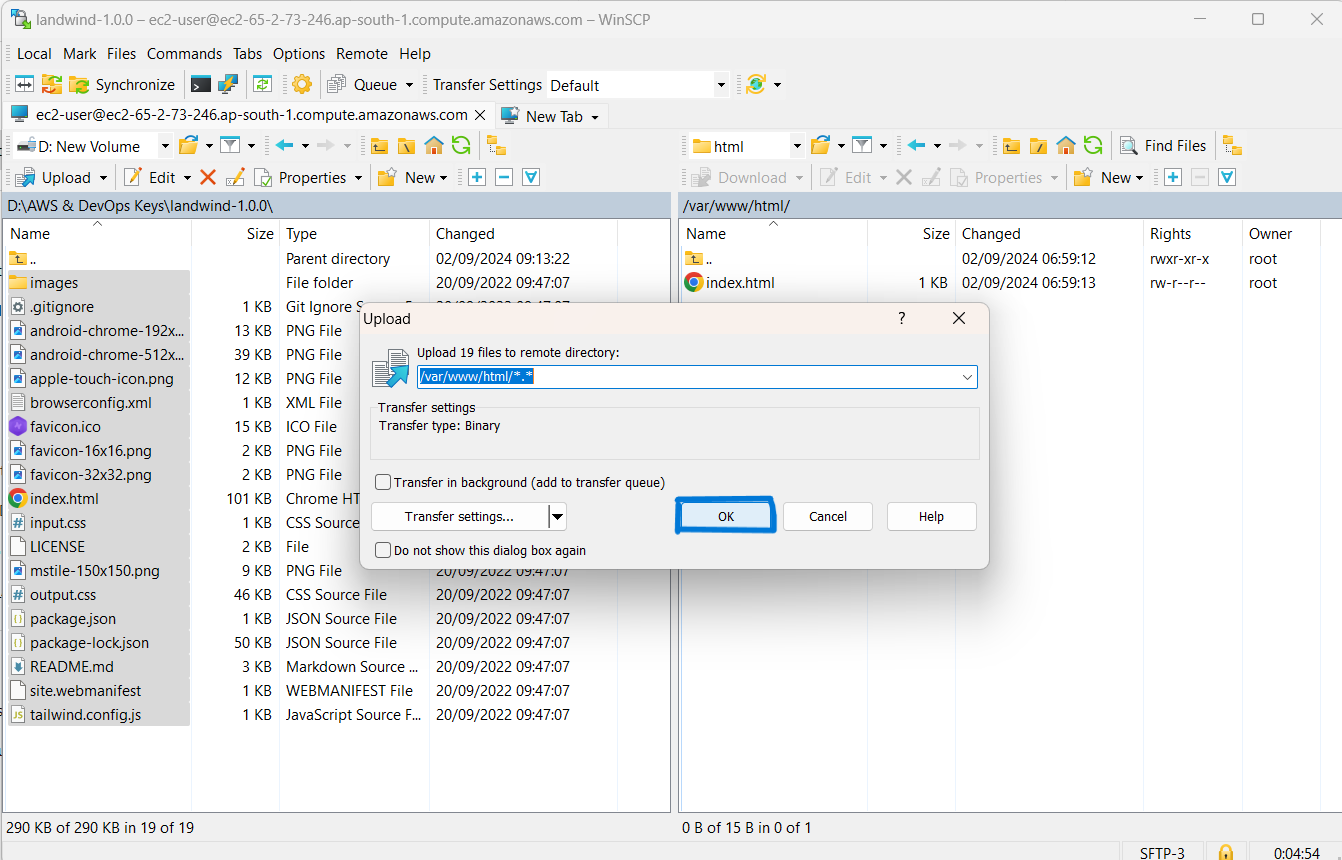 landwind-1.0.0 – ec2-user@ec2-65-2-73-246.ap-south-1.compute.amazonaws.com – WinSCP
Local Mark Files Commands Tabs Options Remote Help
Synchronize Queue Transfer Settings Default
ec2-user@ec2-65-2-73-246.ap-south-1.compute.amazonaws.com New Tab
D: New Volume html Find Files
Upload Edit Properties New Download Edit Properties New
D:\AWS & DevOps Keys\landwind-1.0.0\ /var/www/html/
Name Size Type Changed Name Size Changed Rights Owner
.. Parent directory 02/09/2024 09:13:22 .. 02/09/2024 06:59:12 rwxr-xr-x root
images File folder 20/09/2022 09:47:07 index.html 1 KB 02/09/2024 06:59:13 rw-r--r-- root
.gitignore 1 KB Git Ignore 20/09/2022 09:47:07
android-chrome-192x... 13 KB PNG File
android-chrome-512x... 39 KB PNG File
apple-touch-icon.png 12 KB PNG File
browserconfig.xml 1 KB XML File
favicon.ico 15 KB ICO File
favicon-16x16.png 2 KB PNG File
favicon-32x32.png 2 KB PNG File
index.html 101 KB Chrome HT
input.css 1 KB CSS Source
LICENSE 2 KB File
mstile-150x150.png 9 KB PNG File 20/09/2022 09:47:07
output.css 46 KB CSS Source File 20/09/2022 09:47:07
package.json 1 KB JSON Source File 20/09/2022 09:47:07
package-lock.json 50 KB JSON Source File 20/09/2022 09:47:07
README.md 3 KB Markdown Source ... 20/09/2022 09:47:07
site.webmanifest 1 KB WEBMANIFEST File 20/09/2022 09:47:07
tailwind.config.js 1 KB JavaScript Source F... 20/09/2022 09:47:07
Upload ?
Upload 19 files to remote directory:
/var/www/html/*.*
Transfer settings
Transfer type: Binary
Transfer in background (add to transfer queue)
Transfer settings... OK Cancel Help
Do not show this dialog box again
290 KB of 290 KB in 19 of 19 0 B of 15 B in 0 of 1
SFTP-3 0:04:54